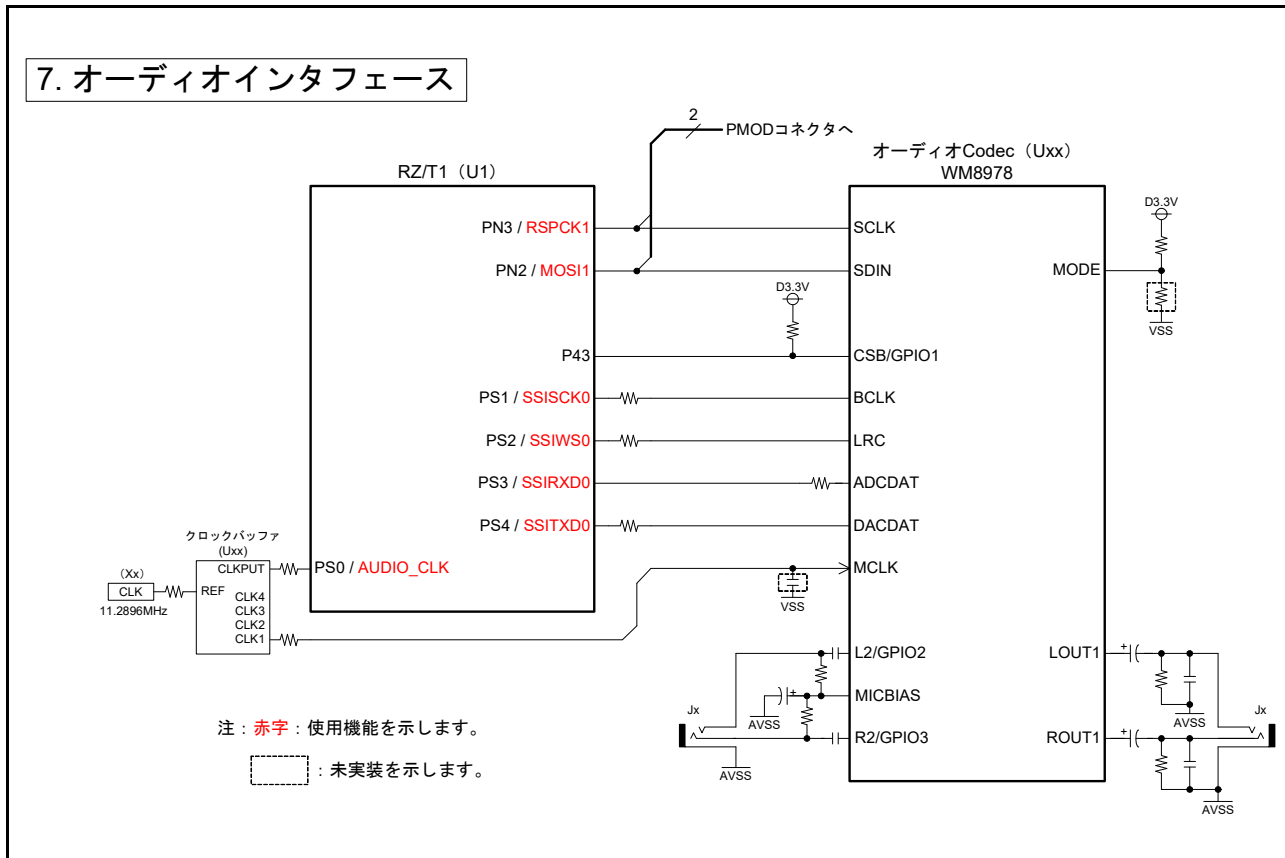 7. オーディオインタフェース
2
PMODコネクタへ
RZ/T1（U1）
オーディオCodec（Uxx）
WM8978
PN3 / RSPCK1
PN2 / MOSI1
P43
PS1 / SSISCK0
PS2 / SSIWS0
PS3 / SSIRXD0
PS4 / SSITXD0
PS0 / AUDIO_CLK
D3.3V
SCLK
SDIN
CSB/GPIO1
BCLK
LRC
ADCDAT
DACDAT
MCLK
L2/GPIO2
MICBIAS
R2/GPIO3
MODE
D3.3V
VSS
LOUT1
ROUT1
クロックバッファ
(Uxx)
CLKPUT
REF
CLK4
CLK3
CLK2
CLK1
（Xx）
CLK
11.2896MHz
VSS
+
AVSS
Jx
AVSS
+
AVSS
+
Jx
AVSS
注：赤字：使用機能を示します。
：未実装を示します。